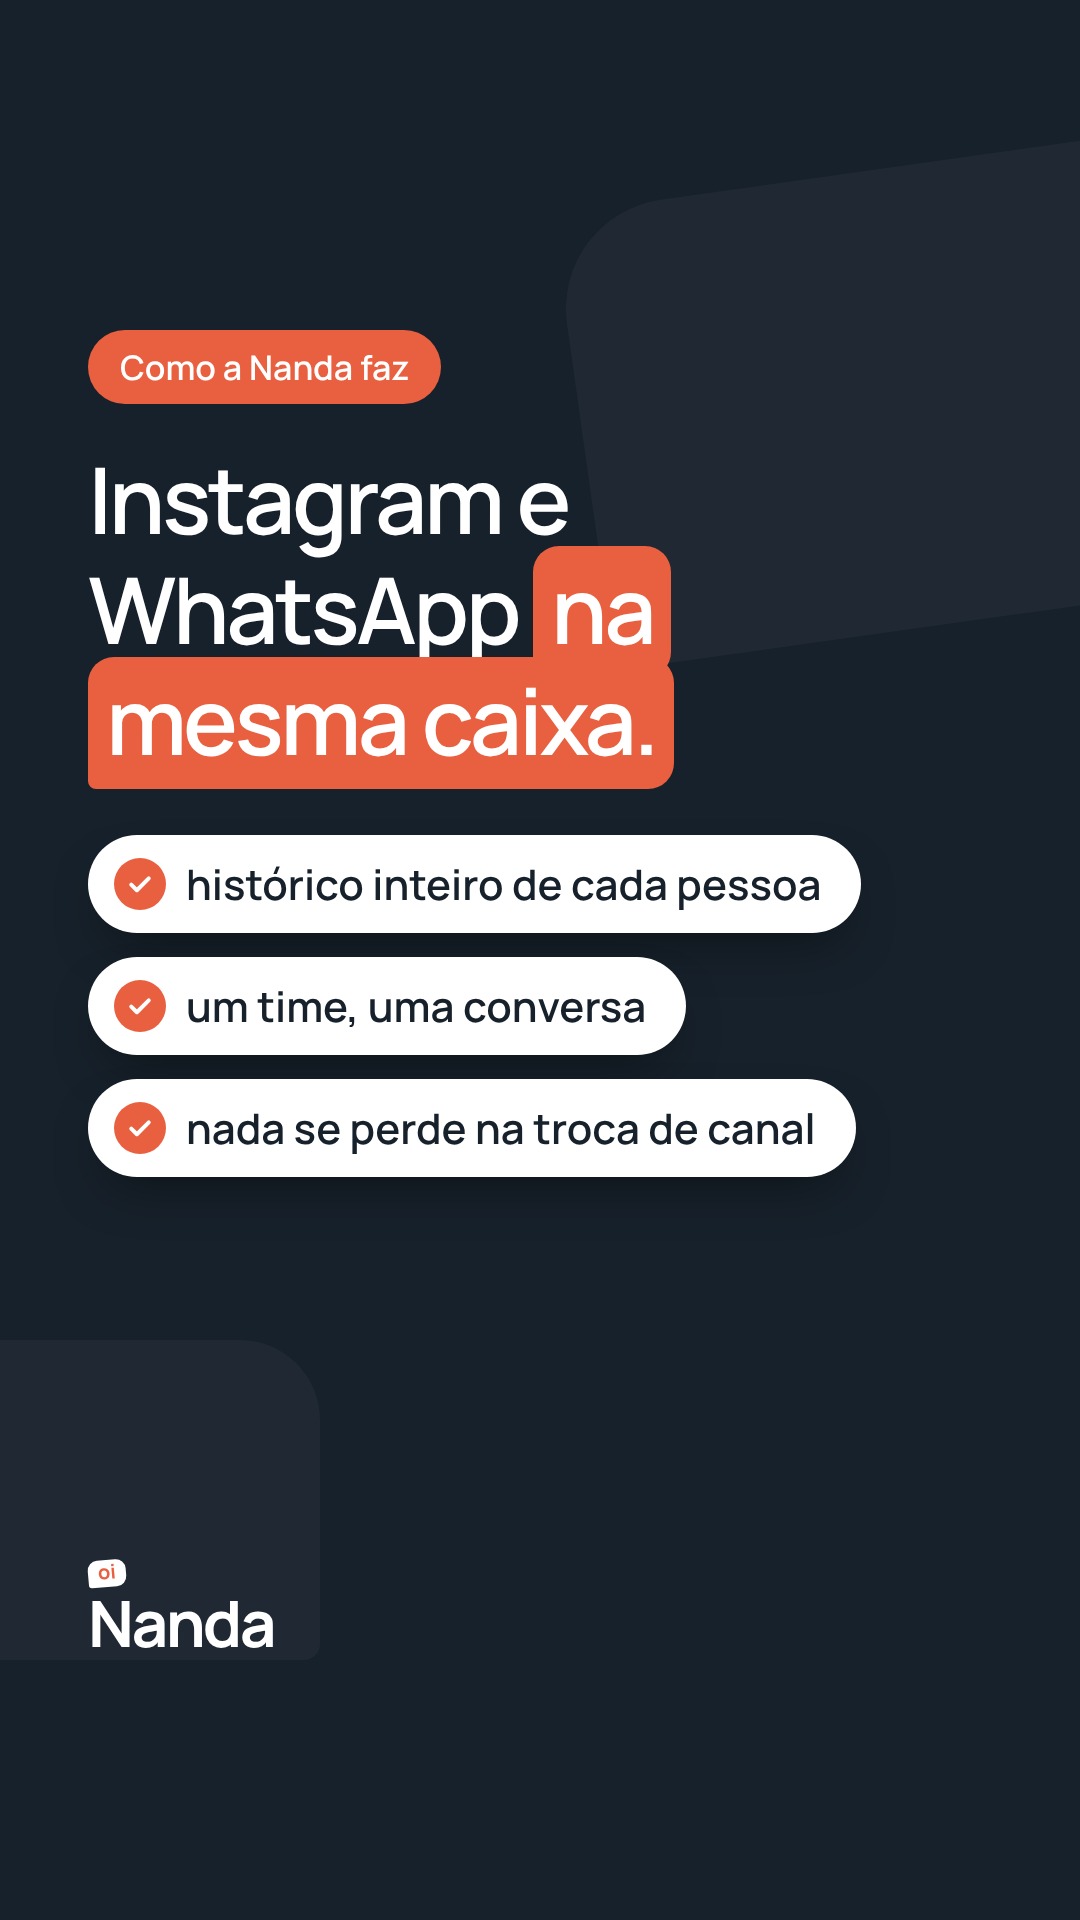 Como a Nanda faz
Instagram e
WhatsApp na
mesma caixa.
histórico inteiro de cada pessoa
um time, uma conversa
nada se perde na troca de canal
oi
Nanda